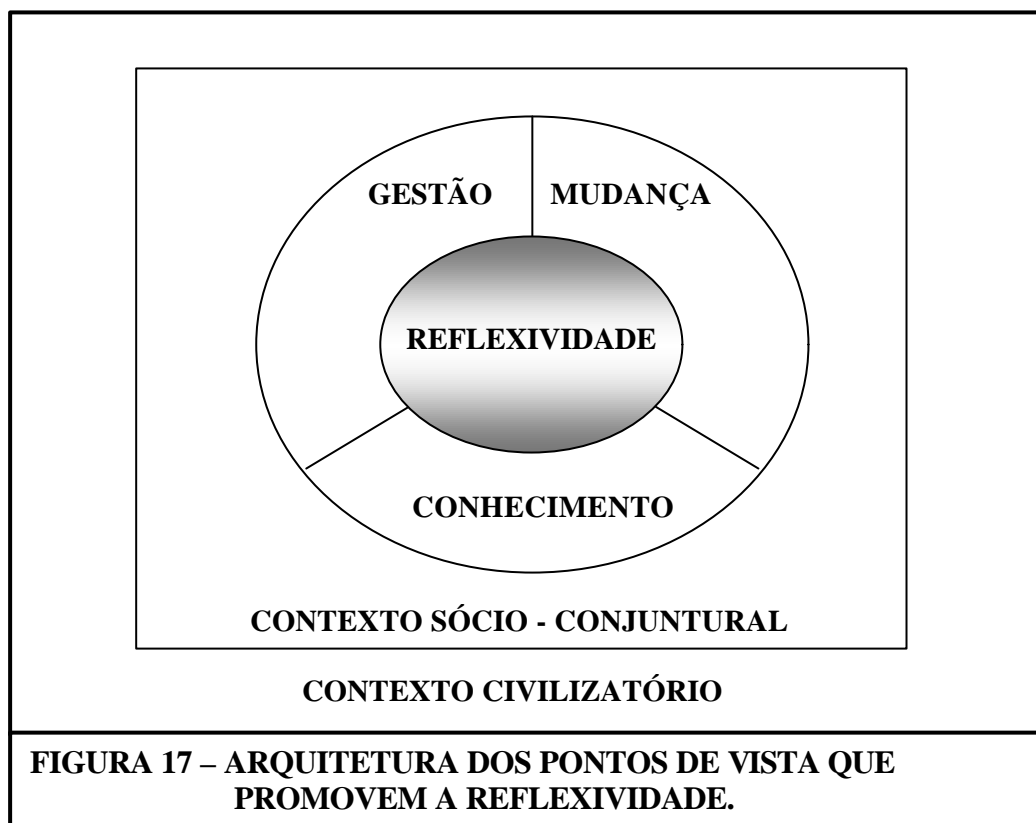 GESTÃO MUDANÇA
REFLEXIVIDADE
CONHECIMENTO
CONTEXTO SÓCIO - CONJUNTURAL
CONTEXTO CIVILIZATÓRIO
FIGURA 17 – ARQUITETURA DOS PONTOS DE VISTA QUE
PROMOVEM A REFLEXIVIDADE.